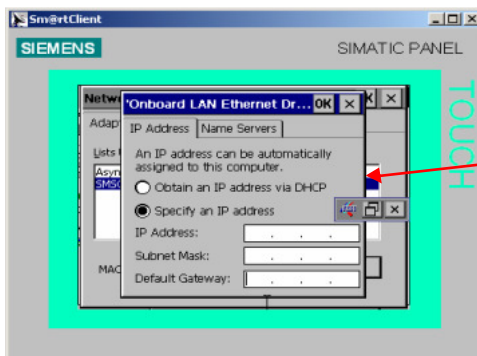 Sm@rtClient
SIEMENS
SIMATIC PANEL
TOUCH
Netw
'Onboard LAN Ethernet Dr... OK
Adap
IP Address Name Servers
Lists
An IP address can be automatically
assigned to this computer.
Asyn
SMSC
Obtain an IP address via DHCP
Specify an IP address
IP Address:
Subnet Mask:
MAC
Default Gateway: